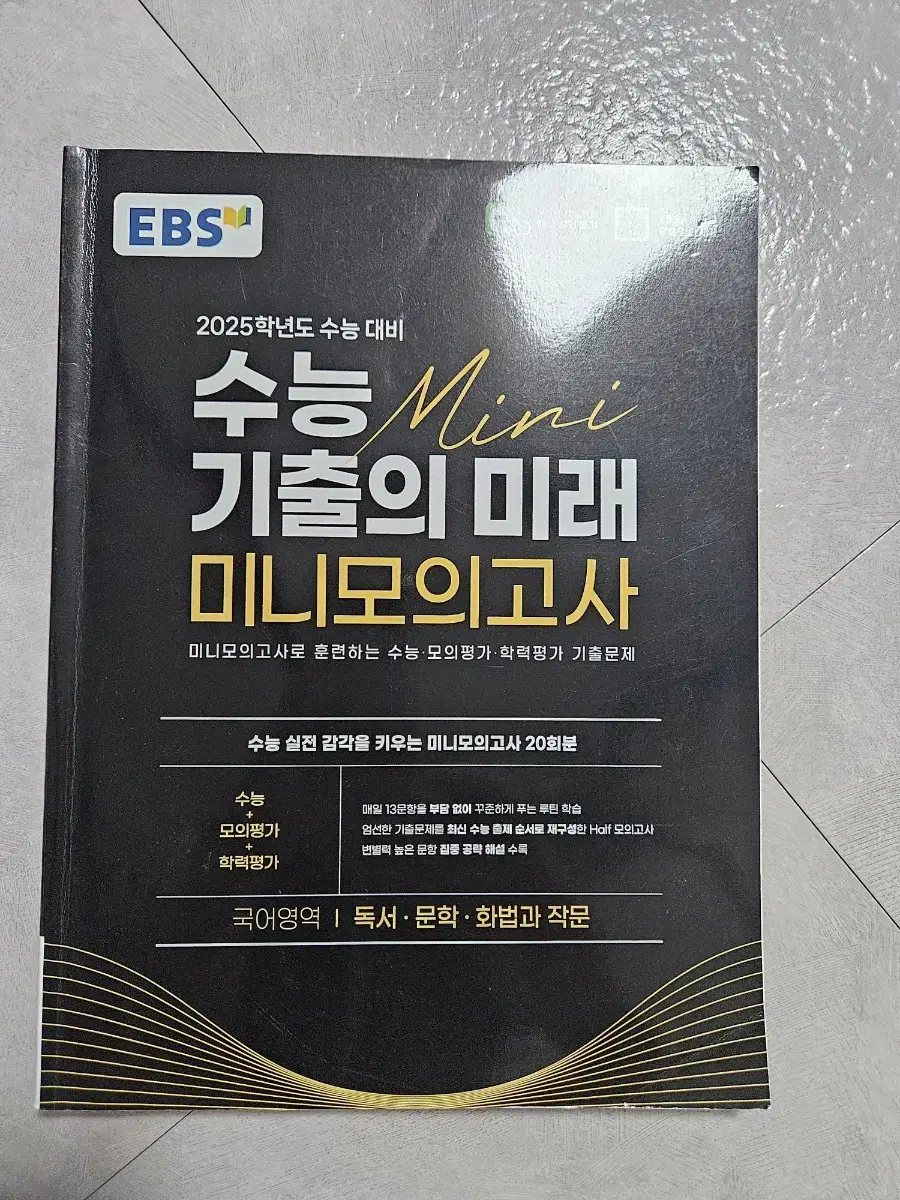 EBS
2025학년도 수능 대비
수능 Mini
기출의 미래
미니모의고사
미니모의고사로 훈련하는 수능·모의평가·학력평가 기출문제
수능 실전 감각을 키우는 미니모의고사 20회분
수능
+
모의평가
+
학력평가
매일 13문항을 부담 없이 꾸준하게 푸는 루틴 학습
엄선한 기출문제를 최신 수능 출제 순서로 재구성한 Half 모의고사
변별력 높은 문항 집중 공략 해설 수록
국어영역 | 독서·문학·화법과 작문